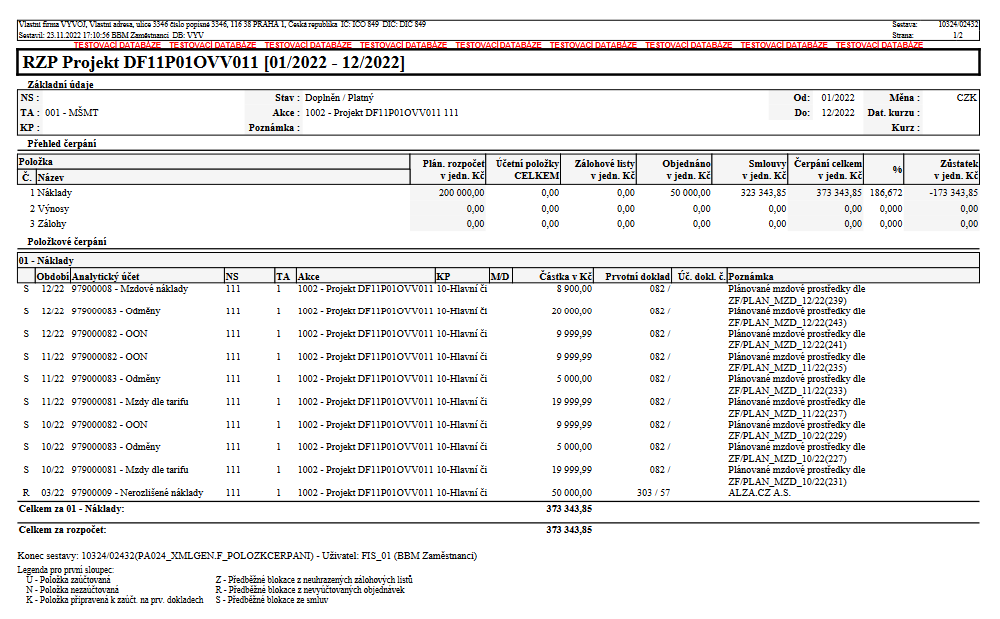 Vlastní firma VÝVOJ, Vlastní adresa, ulice 3346 číslo popisné 3346, 116 38 PRAHA 1, Česká republika IČ: ICO 849 DIČ: DIC 849 Sestava: 10324/02432
Sestavil: 23.11.2022 17:10:56 BBM Zaměstnanci DB: VYV Strana: 1/2
TESTOVACÍ DATABÁZE TESTOVACÍ DATABÁZE TESTOVACÍ DATABÁZE TESTOVACÍ DATABÁZE TESTOVACÍ DATABÁZE TESTOVACÍ DATABÁZE TESTOVACÍ DATABÁZE TESTOVACÍ DATABÁZE TESTOVACÍ DATABÁZE
RZP Projekt DF11P01OVV011 [01/2022 - 12/2022]
Základní údaje
NS : Stav : Doplněn / Platný Od: 01/2022 Měna : CZK
TA : 001 - MŠMT Akce : 1002 - Projekt DF11P01OVV011 111 Do: 12/2022 Dat. kurzu :
KP : Poznámka : Kurz :
Přehled čerpání
Položka Plán. rozpočet Účetní položky Zálohové listy Objednáno Smlouvy Čerpání celkem % Zůstatek
Č. Název v jedn. Kč CELKEM v jedn. Kč v jedn. Kč v jedn. Kč v jedn. Kč v jedn. Kč
1 Náklady 200 000,00 0,00 0,00 50 000,00 323 343,85 373 343,85 186,672 -173 343,85
2 Výnosy 0,00 0,00 0,00 0,00 0,00 0,00 0,000 0,00
3 Zálohy 0,00 0,00 0,00 0,00 0,00 0,00 0,000 0,00
Položkové čerpání
01 - Náklady
Období Analytický účet NS TA Akce KP M/D Částka v Kč Prvotní doklad Úč. dokl. č. Poznámka
S 12/22 97900008 - Mzdové náklady 111 1 1002 - Projekt DF11P01OVV011 10-Hlavní či 8 900,00 082 / Plánované mzdové prostředky dle
ZF/PLAN_MZD_12/22(239)
S 12/22 979000083 - Odměny 111 1 1002 - Projekt DF11P01OVV011 10-Hlavní či 20 000,00 082 / Plánované mzdové prostředky dle
ZF/PLAN_MZD_12/22(243)
S 12/22 979000082 - OON 111 1 1002 - Projekt DF11P01OVV011 10-Hlavní či 9 999,99 082 / Plánované mzdové prostředky dle
ZF/PLAN_MZD_12/22(241)
S 11/22 979000082 - OON 111 1 1002 - Projekt DF11P01OVV011 10-Hlavní či 9 999,99 082 / Plánované mzdové prostředky dle
ZF/PLAN_MZD_11/22(235)
S 11/22 979000083 - Odměny 111 1 1002 - Projekt DF11P01OVV011 10-Hlavní či 5 000,00 082 / Plánované mzdové prostředky dle
ZF/PLAN_MZD_11/22(233)
S 11/22 979000081 - Mzdy dle tarifu 111 1 1002 - Projekt DF11P01OVV011 10-Hlavní či 19 999,99 082 / Plánované mzdové prostředky dle
ZF/PLAN_MZD_11/22(237)
S 10/22 979000082 - OON 111 1 1002 - Projekt DF11P01OVV011 10-Hlavní či 9 999,99 082 / Plánované mzdové prostředky dle
ZF/PLAN_MZD_10/22(229)
S 10/22 979000083 - Odměny 111 1 1002 - Projekt DF11P01OVV011 10-Hlavní či 5 000,00 082 / Plánované mzdové prostředky dle
ZF/PLAN_MZD_10/22(227)
S 10/22 979000081 - Mzdy dle tarifu 111 1 1002 - Projekt DF11P01OVV011 10-Hlavní či 19 999,99 082 / Plánované mzdové prostředky dle
ZF/PLAN_MZD_10/22(231)
R 03/22 97900009 - Nerozlišené náklady 111 1 1002 - Projekt DF11P01OVV011 10-Hlavní či 50 000,00 303 / 57 ALZA.CZ A.S.
Celkem za 01 - Náklady: 373 343,85
Celkem za rozpočet: 373 343,85
Konec sestavy: 10324/02432(PA024_XMLGEN.F_POLOZKCERPANI) - Uživatel: FIS_01 (BBM Zaměstnanci)
Legenda pro první sloupec:
U - Položka zaúčtovaná Z - Předběžné blokace z neuhrazených zálohových listů
N - Položka nezaúčtovaná R - Předběžné blokace z nevyúčtovaných objednávek
K - Položka připravená k zaúčt. na prv. dokladech S - Předběžné blokace ze smluv